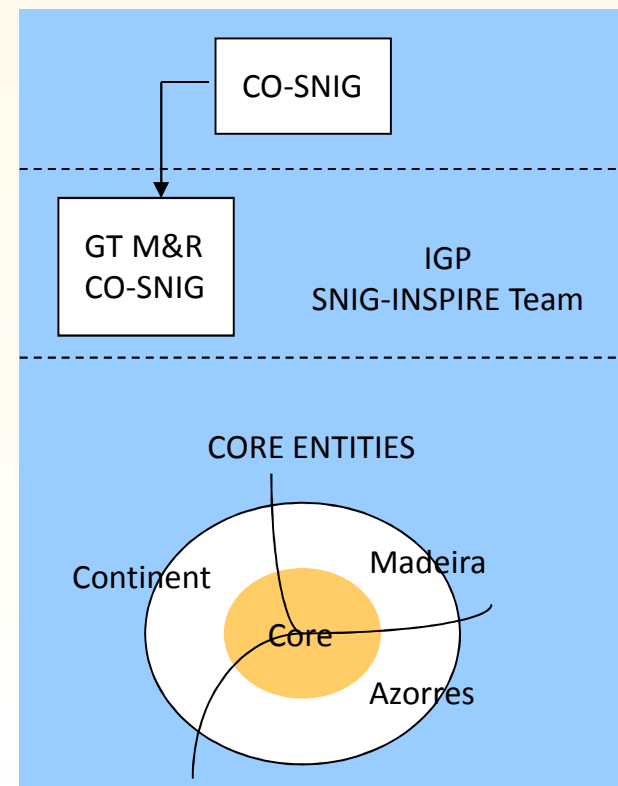 CO-SNIG
GT M&R
CO-SNIG
IGP
SNIG-INSPIRE Team
CORE ENTITIES
Continent
Madeira
Core
Azorres